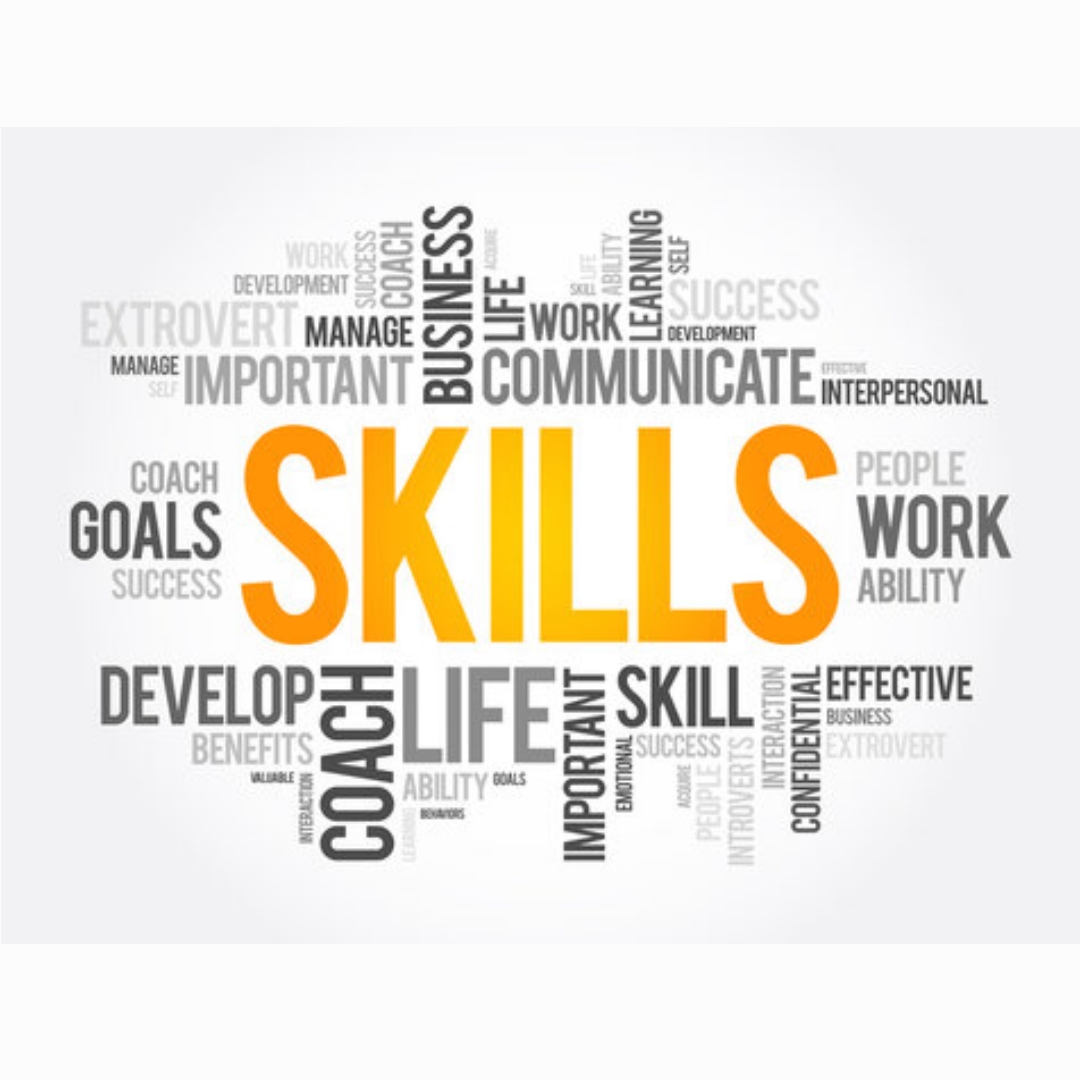 WORK
DEVELOPMENT
SUCCESS
COACH
BUSINESS
ACQUIRE
LIFE
SKILL
LIFE
ABILITY
LEARNING
SELF
EXTROVERT
MANAGE
WORK
SUCCESS
DEVELOPMENT
MANAGE
SELF
IMPORTANT
COMMUNICATE
EFFECTIVE
INTERPERSONAL
COACH
GOALS
SUCCESS
SKILLS
PEOPLE
WORK
ABILITY
DEVELOP
BENEFITS
VALUABLE
INTERACTION
COACH
LIFE
ABILITY
GOALS
LEARNING
BEHAVIORS
IMPORTANT
SKILL
EMOTIONAL
SUCCESS
ACQUIRE
PEOPLE
INTROVERTS
INTERACTION
CONFIDENTIAL
EFFECTIVE
BUSINESS
EXTROVERT